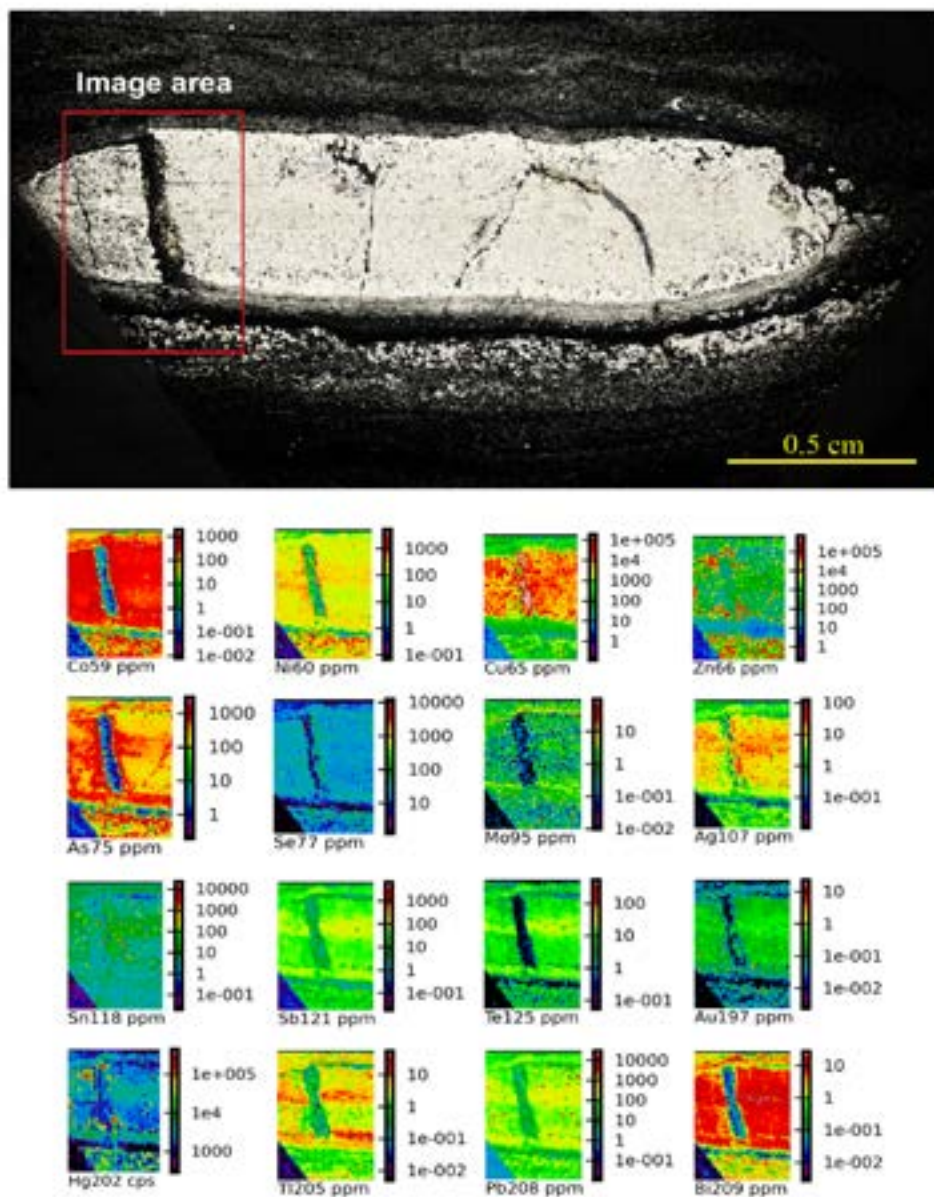 Image area
0.5 cm
1000
100
10
1
1e-001
1e-002
Co59 ppm
1000
100
10
1
1e-001
Ni60 ppm
1e+005
1e4
1000
100
10
1
Cu65 ppm
1e+005
1e4
1000
100
10
1
Zn66 ppm
1000
100
10
1
As75 ppm
10000
1000
100
10
Se77 ppm
10
1
1e-001
1e-002
Mo95 ppm
100
10
1
1e-001
Ag107 ppm
10000
1000
100
10
1
1e-001
Sn118 ppm
1000
100
10
1
1e-001
Sb121 ppm
100
10
1
1e-001
Te125 ppm
10
1
1e-001
1e-002
Au197 ppm
1e+005
1e4
1000
Hg202 cps
10
1
1e-001
1e-002
Tl205 ppm
10000
1000
100
10
1
1e-001
Pb208 ppm
10
1
1e-001
1e-002
Bi209 ppm